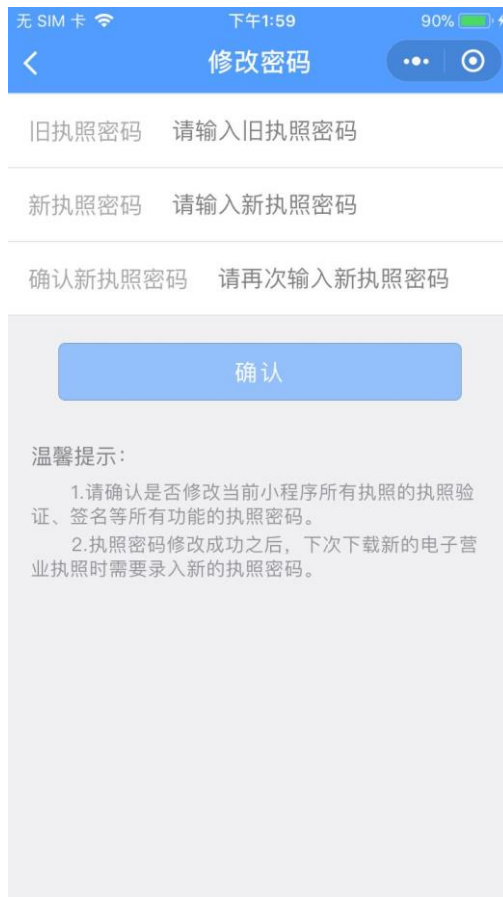 无 SIM 卡
下午1:59
90%
修改密码
旧执照密码 请输入旧执照密码
新执照密码 请输入新执照密码
确认新执照密码 请再次输入新执照密码
确认
温馨提示:
1.请确认是否修改当前小程序所有执照的执照验
证、签名等所有功能的执照密码。
2.执照密码修改成功之后，下次下载新的电子营
业执照时需要录入新的执照密码。